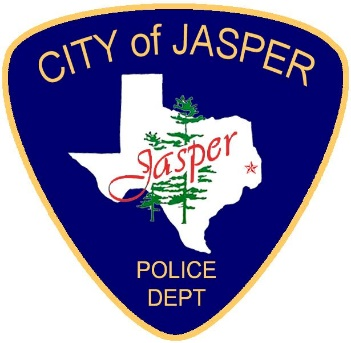 CITY of JASPER
Jasper
POLICE
DEPT